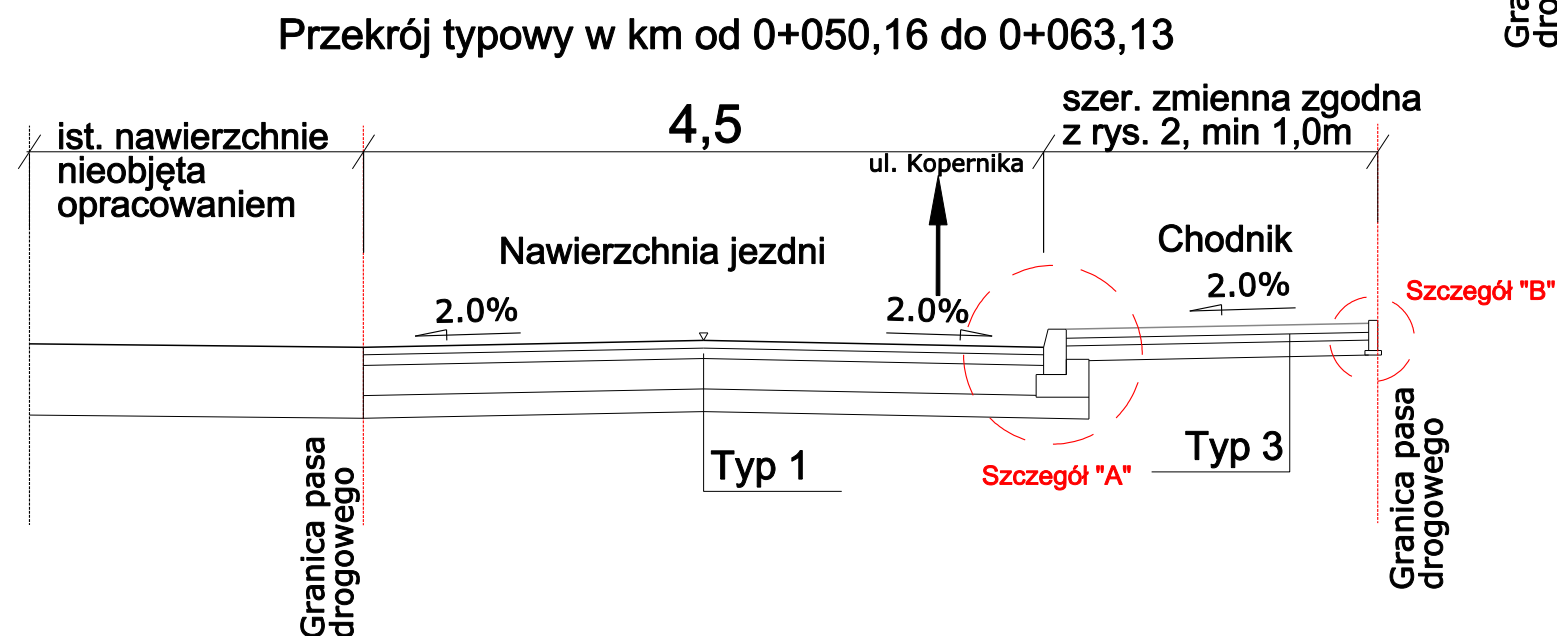 Przekrój typowy w km od 0+050,16 do 0+063,13
ist. nawierzchnie
nieobjęta
opracowaniem
4,5
szer. zmienna zgodna
z rys. 2, min 1,0m
ul. Kopernika
Nawierzchnia jezdni
Chodnik
2.0%
2.0%
2.0%
Szczegół "B"
Typ 1
Szczegół "A"
Typ 3
Granica pasa
drogowego
Granica pasa
drogowego